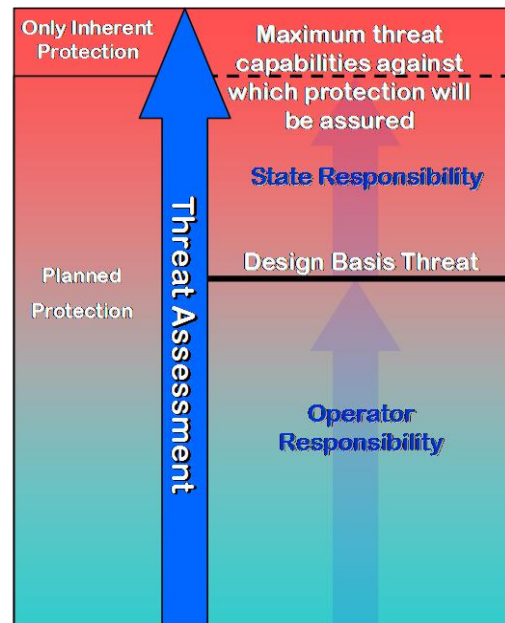 Only Inherent
Protection
Maximum threat
capabilities against
which protection will
be assured
State Responsibility
Design Basis Threat
Planned
Protection
Threat Assessment
Operator
Responsibility